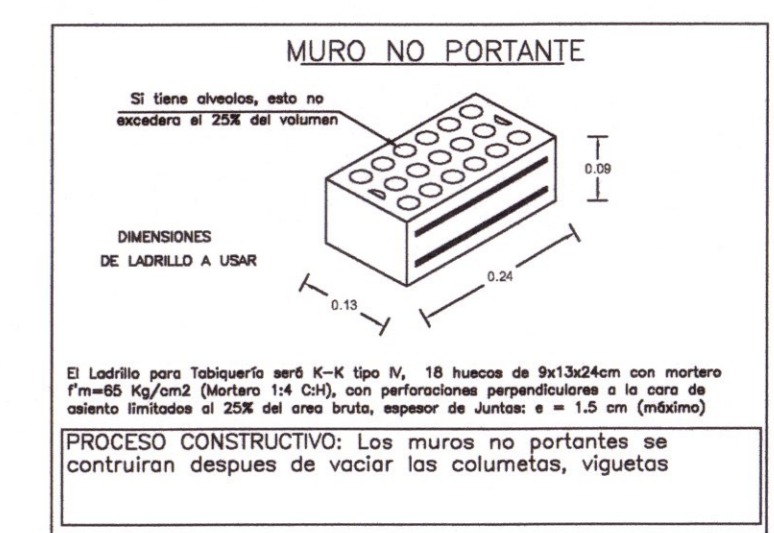 MURO NO PORTANTE
Si tiene alveolos, esto no
excedera el 25% del volumen
0.09
DIMENSIONES
DE LADRILLO A USAR
0.24
0.13
El Ladrillo para Tabiquería será K-K tipo IV, 18 huecos de 9x13x24cm con mortero
f'm=65 Kg/cm2 (Mortero 1:4 C:H), con perforaciones perpendiculares a la cara de
asiento limitados al 25% del area bruta, espesor de Juntas: e = 1.5 cm (máximo)
PROCESO CONSTRUCTIVO: Los muros no portantes se
contruiran despues de vaciar las columetas, viguetas